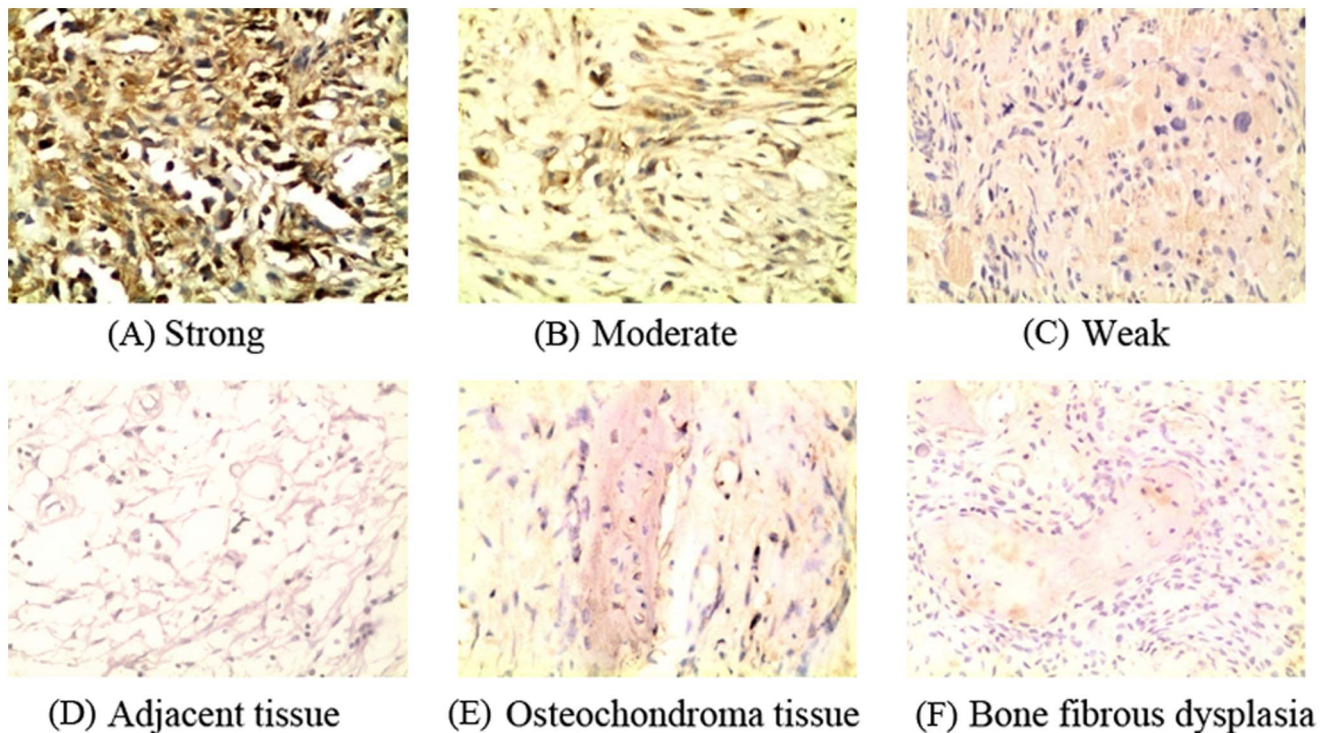 (A) Strong
(B) Moderate
(C) Weak
(D) Adjacent tissue
(E) Osteochondroma tissue
(F) Bone fibrous dysplasia